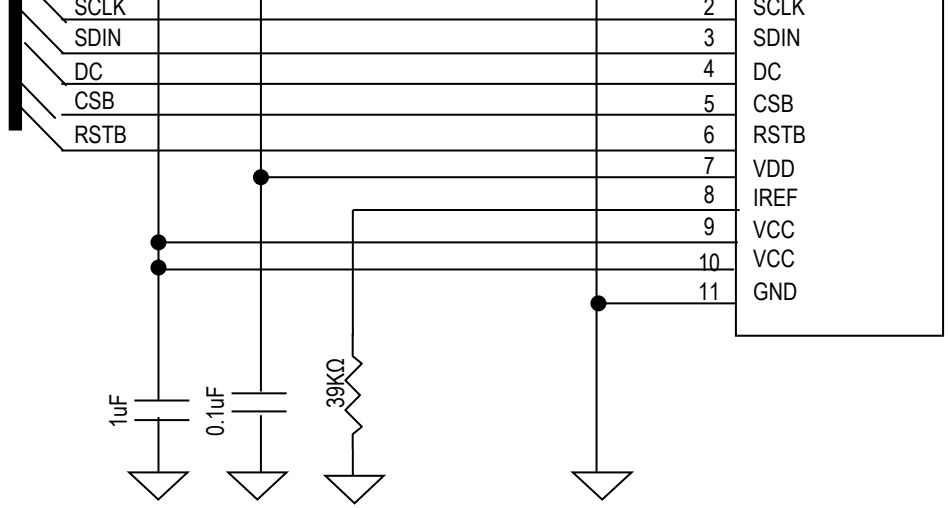 SCLK 2 SCLK
SDIN 3 SDIN
DC 4 DC
CSB 5 CSB
RSTB 6 RSTB
7 VDD
8 IREF
9 VCC
10 VCC
11 GND
1uF 0.1uF 39KΩ